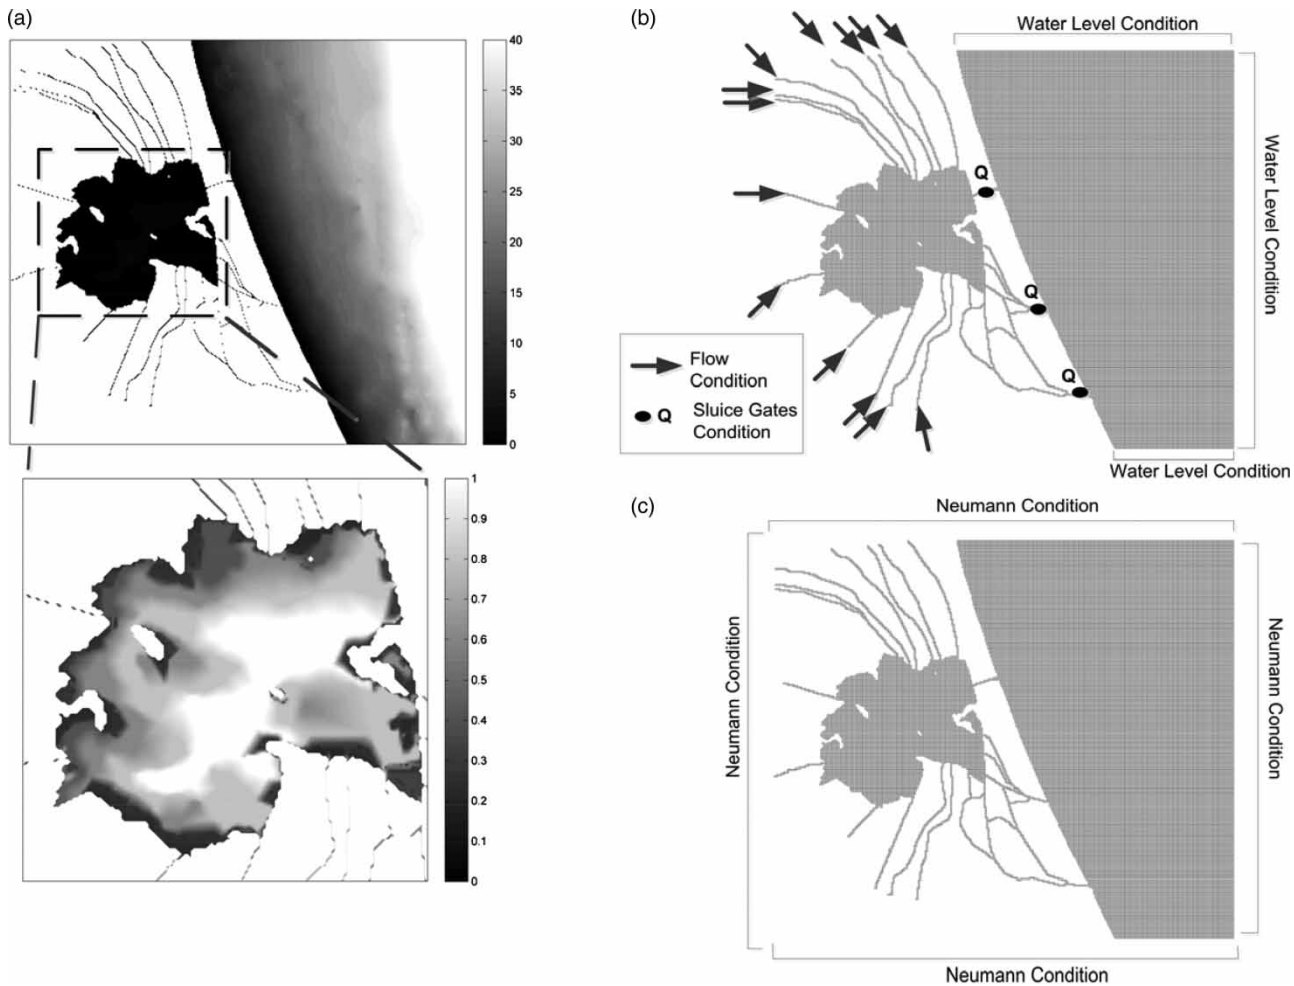 (a)
40
35
30
25
20
15
10
5
0
1
0.9
0.8
0.7
0.6
0.5
0.4
0.3
0.2
0.1
0
(b)
Water Level Condition
Water Level Condition
Q
Q
Q
Flow
Condition
Q Sluice Gates
Condition
Water Level Condition
(c)
Neumann Condition
Neumann Condition
Neumann Condition
Neumann Condition